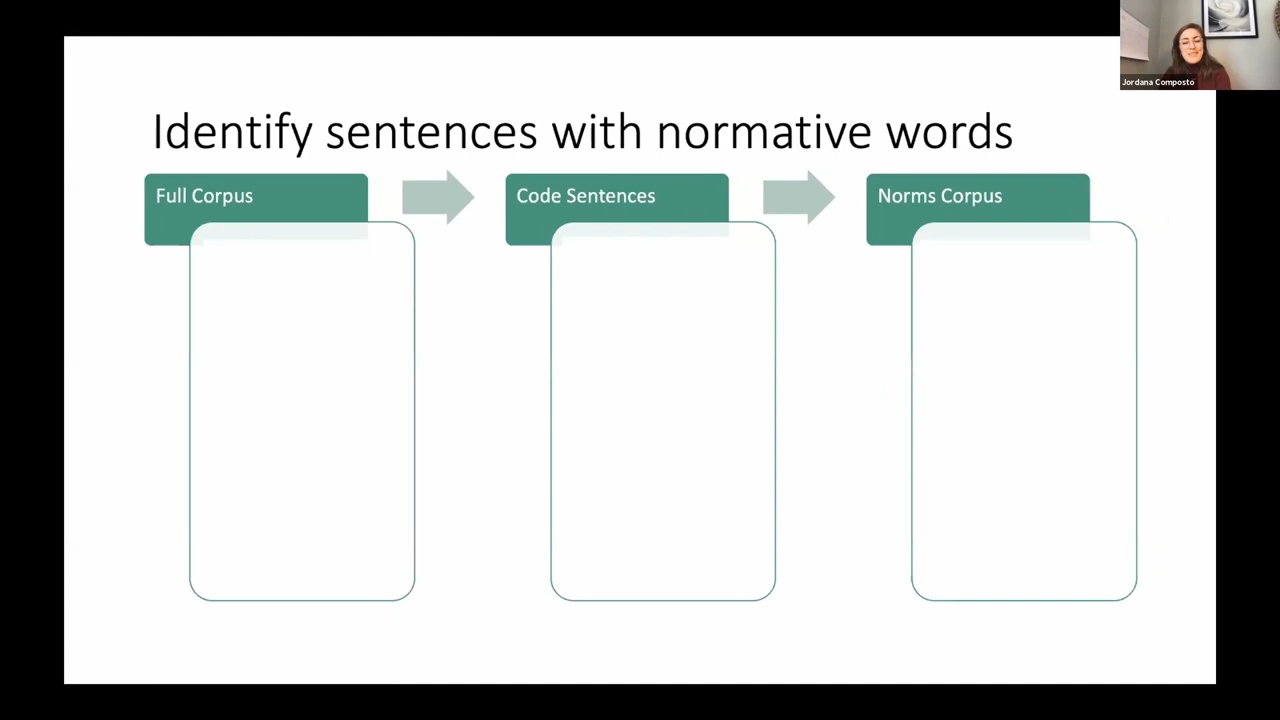 Jordana Composto
Identify sentences with normative words
Full Corpus
Code Sentences
Norms Corpus